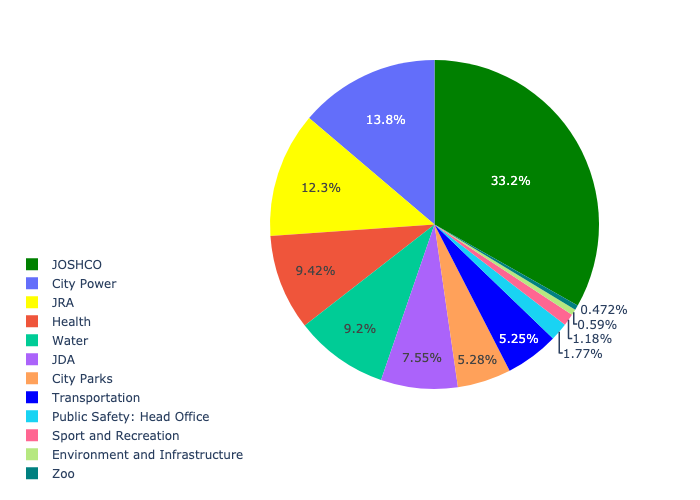 13.8%
33.2%
12.3%
9.42%
9.2%
7.55%
5.28%
5.25%
0.472%
0.59%
1.18%
1.77%
JOSHCO
City Power
JRA
Health
Water
JDA
City Parks
Transportation
Public Safety: Head Office
Sport and Recreation
Environment and Infrastructure
Zoo